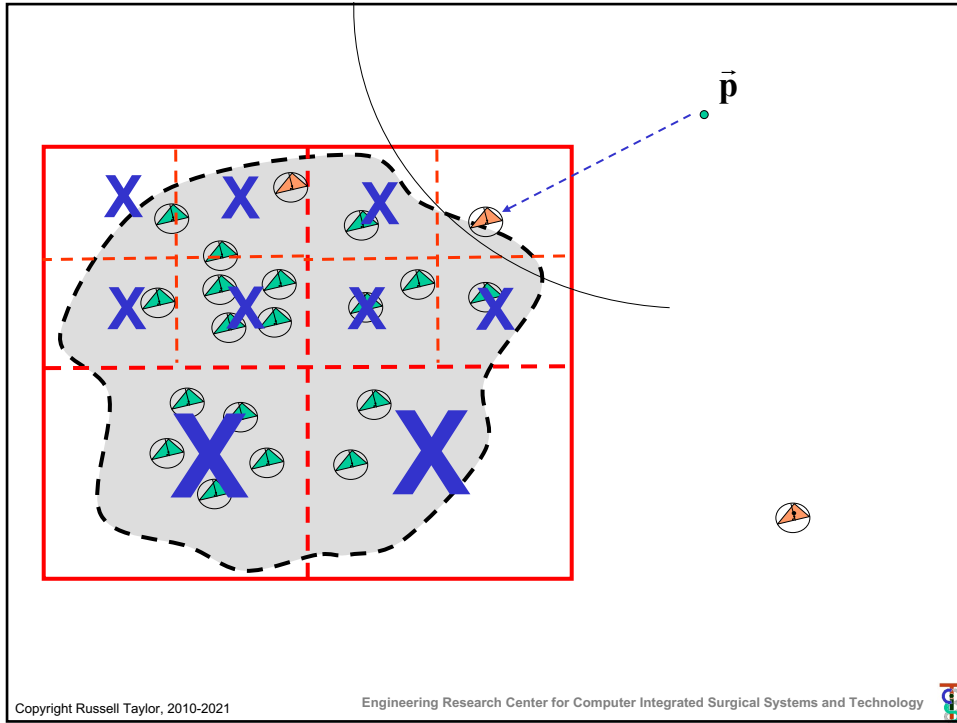 p
X
X
X
X
X
X
X
X
X
Copyright Russell Taylor, 2010-2021
Engineering Research Center for Computer Integrated Surgical Systems and Technology